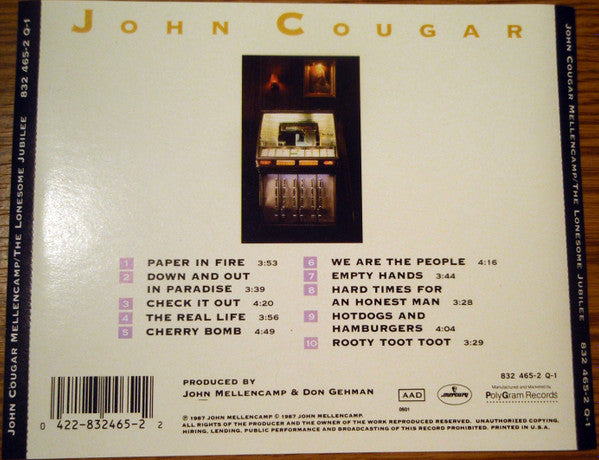 JOHN COUGAR
JOHN COUGAR MELLENCAMP/THE LONESOME JUBILEE 832 465-2 Q-1
1 PAPER IN FIRE 3:53
2 DOWN AND OUT
IN PARADISE 3:39
3 CHECK IT OUT 4:20
4 THE REAL LIFE 3:56
5 CHERRY BOMB 4:49
6 WE ARE THE PEOPLE 4:16
7 EMPTY HANDS 3:44
8 HARD TIMES FOR
AN HONEST MAN 3:28
9 HOTDOGS AND
HAMBURGERS 4:04
10 ROOTY TOOT TOOT 3:29
832 465-2 Q-1
PRODUCED BY
JOHN MELLENCAMP & DON GEHMAN
AAD
0501
mercury
Manufactured and Marketed by
PolyGram Records
0 422-832465-2 2
℗ 1987 JOHN MELLENCAMP © 1987 JOHN MELLENCAMP.
ALL RIGHTS OF THE PRODUCER AND THE OWNER OF THE WORK REPRODUCED RESERVED. UNAUTHORIZED COPYING,
HIRING, LENDING, PUBLIC PERFORMANCE AND BROADCASTING OF THIS RECORD PROHIBITED. PRINTED IN U.S.A.
JOHN COUGAR MELLENCAMP/THE LONESOME JUBILEE 832 465-2 Q-1